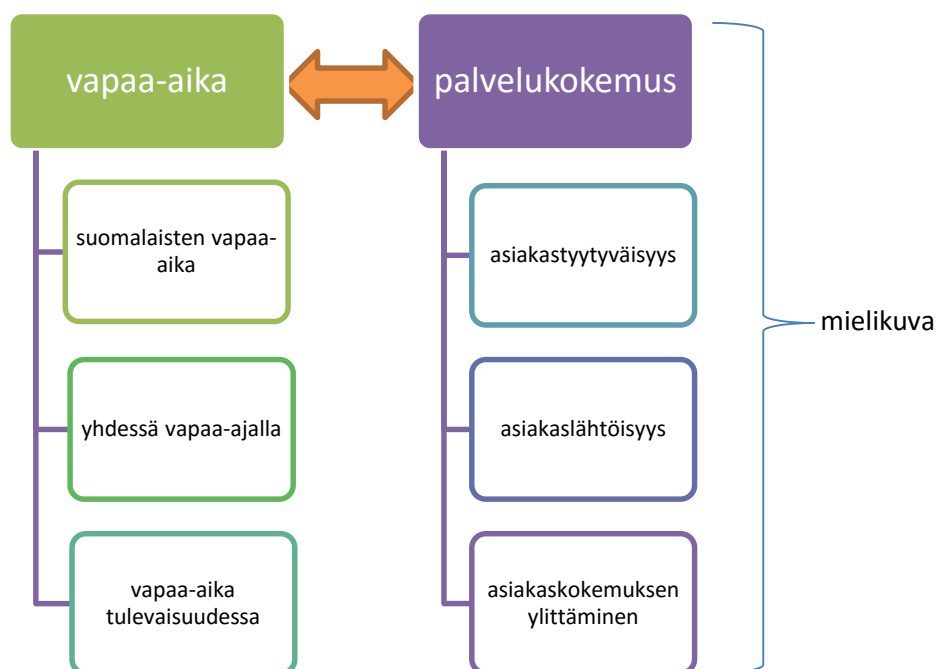 vapaa-aika
suomalaisten vapaa-
aika
yhdessä vapaa-ajalla
vapaa-aika
tulevaisuudessa
palvelukokemus
asiakastyytyväisyys
asiakaslähtöisyys
asiakaskokemuksen
ylittäminen
mielikuva